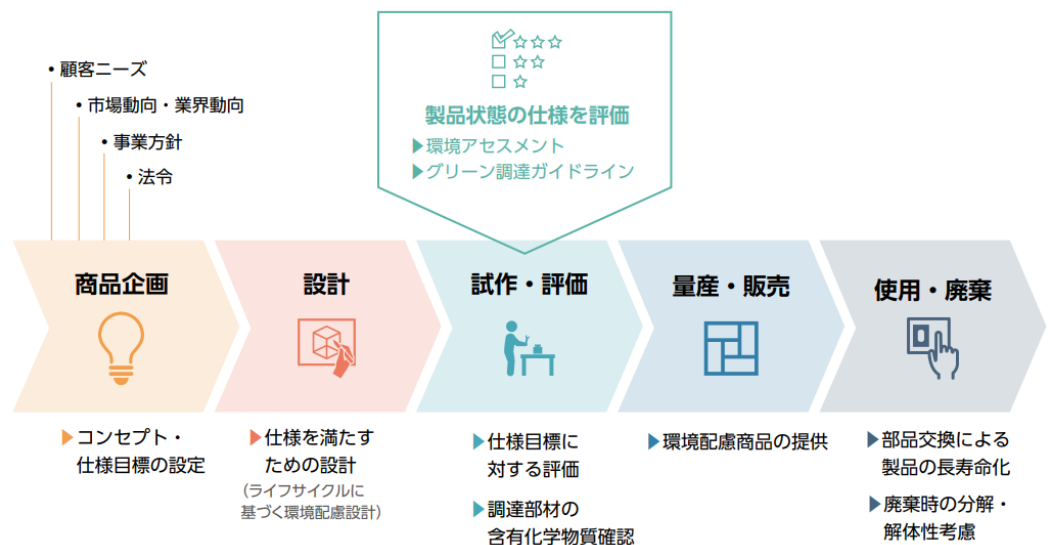 ・顧客ニーズ
・市場動向・業界動向
・事業方針
・法令
製品状態の仕様を評価
▶環境アセスメント
▶グリーン調達ガイドライン
商品企画
▶コンセプト・
仕様目標の設定
設計
▶仕様を満たす
ための設計
(ライフサイクルに
基づく環境配慮設計)
試作・評価
▶仕様目標に
対する評価
▶調達部材の
含有化学物質確認
量産・販売
▶環境配慮商品の提供
使用・廃棄
▶部品交換による
製品の長寿命化
▶廃棄時の分解・
解体性考慮